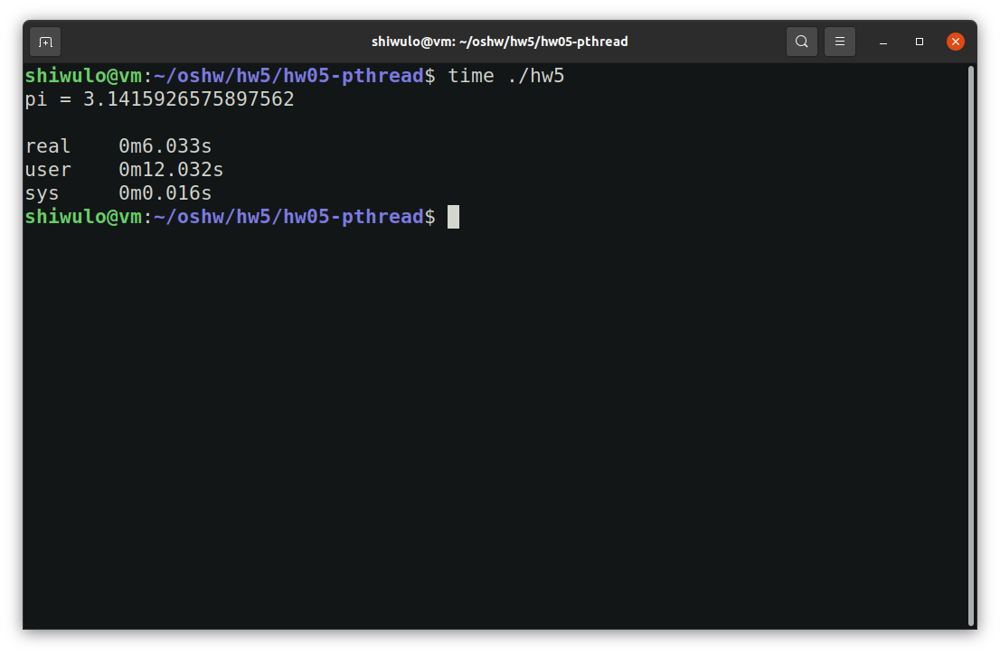 shiwulo@vm: ~/oshw/hw5/hw05-pthread
shiwulo@vm:~/oshw/hw5/hw05-pthread$ time ./hw5
pi = 3.1415926575897562
real    0m6.033s
user    0m12.032s
sys     0m0.016s
shiwulo@vm:~/oshw/hw5/hw05-pthread$